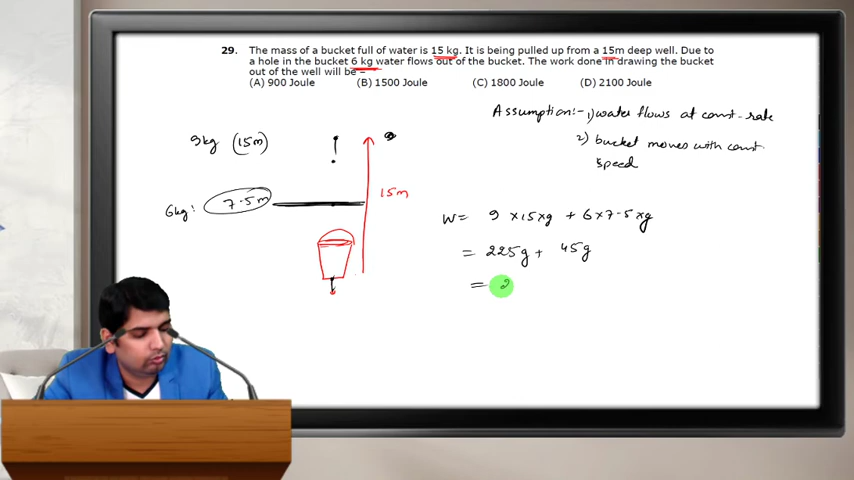 29. The mass of a bucket full of water is 15 kg. It is being pulled up from a 15m deep well. Due to
a hole in the bucket 6 kg water flows out of the bucket. The work done in drawing the bucket
out of the well will be –
(A) 900 Joule (B) 1500 Joule (C) 1800 Joule (D) 2100 Joule
Assumption:- 1) water flows at const. rate
2) bucket moves with const.
speed
9kg (15m)
15m
6kg: 7.5m
W= 9 x15xg + 6x7.5xg
= 225g + 45g
= 2